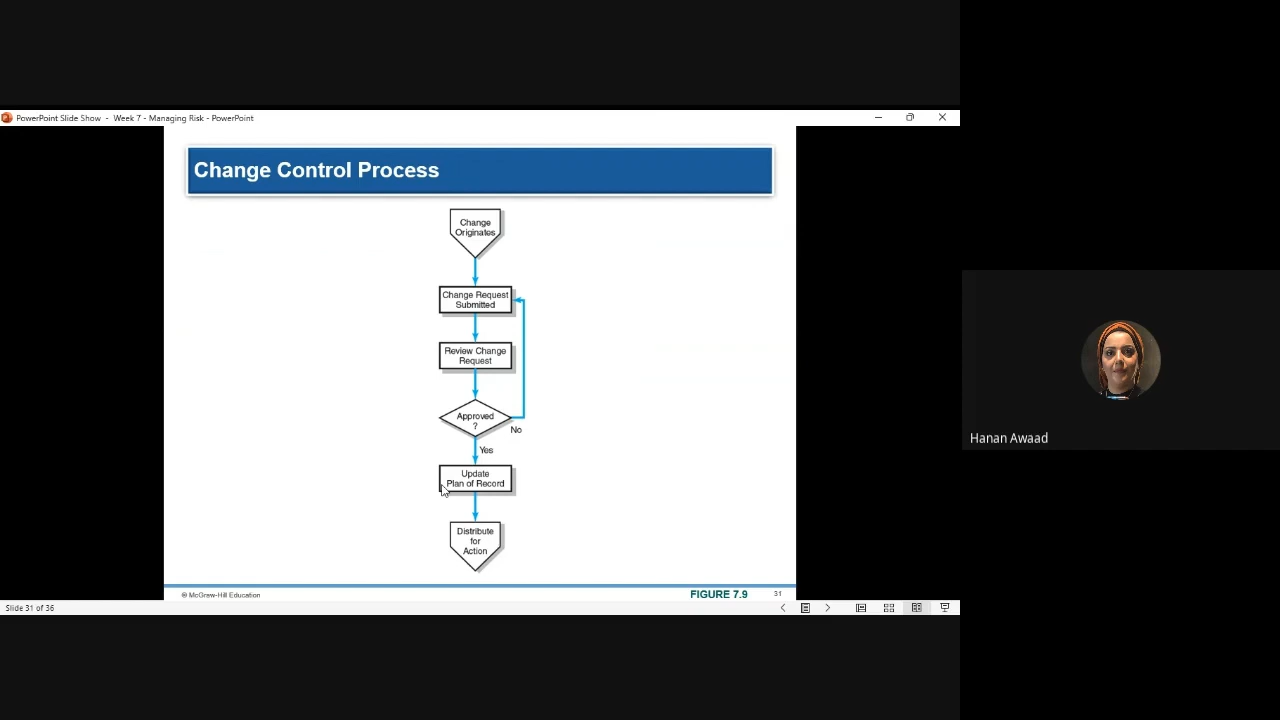 PowerPoint Slide Show - Week 7 - Managing Risk - PowerPoint
Change Control Process
Change
Originates
Change Request
Submitted
Review Change
Request
Approved
?
No
Yes
Update
Plan of Record
Distribute
for
Action
© McGraw-Hill Education
FIGURE 7.9
31
Slide 31 of 36
Hanan Awaad